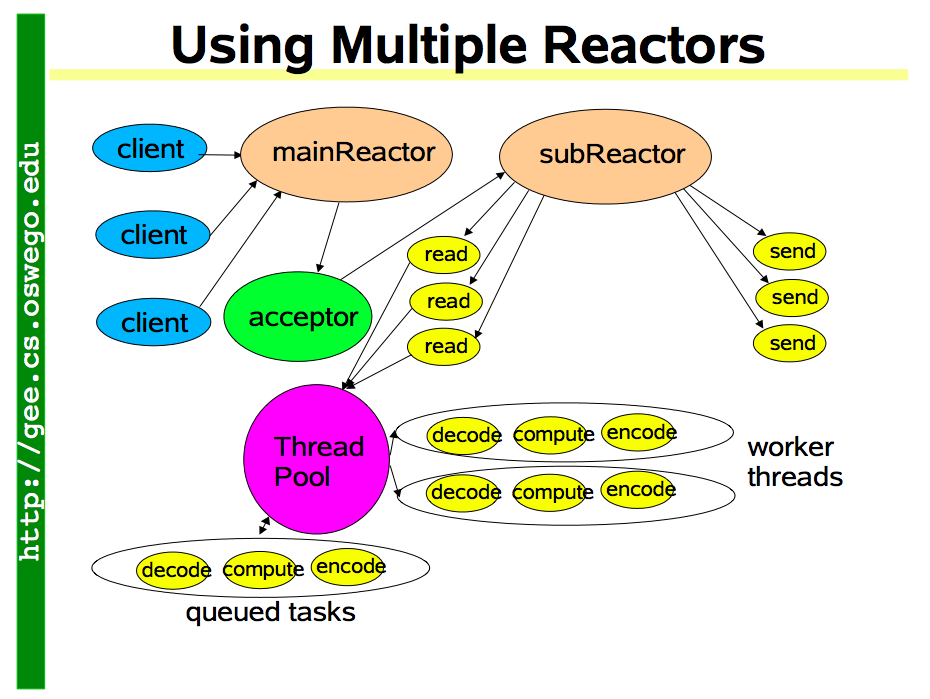 Using Multiple Reactors
http://gee.cs.oswego.edu
client
mainReactor
subReactor
client
client
acceptor
read
read
read
send
send
send
Thread
Pool
decode compute encode
decode compute encode
worker
threads
decode compute encode
queued tasks